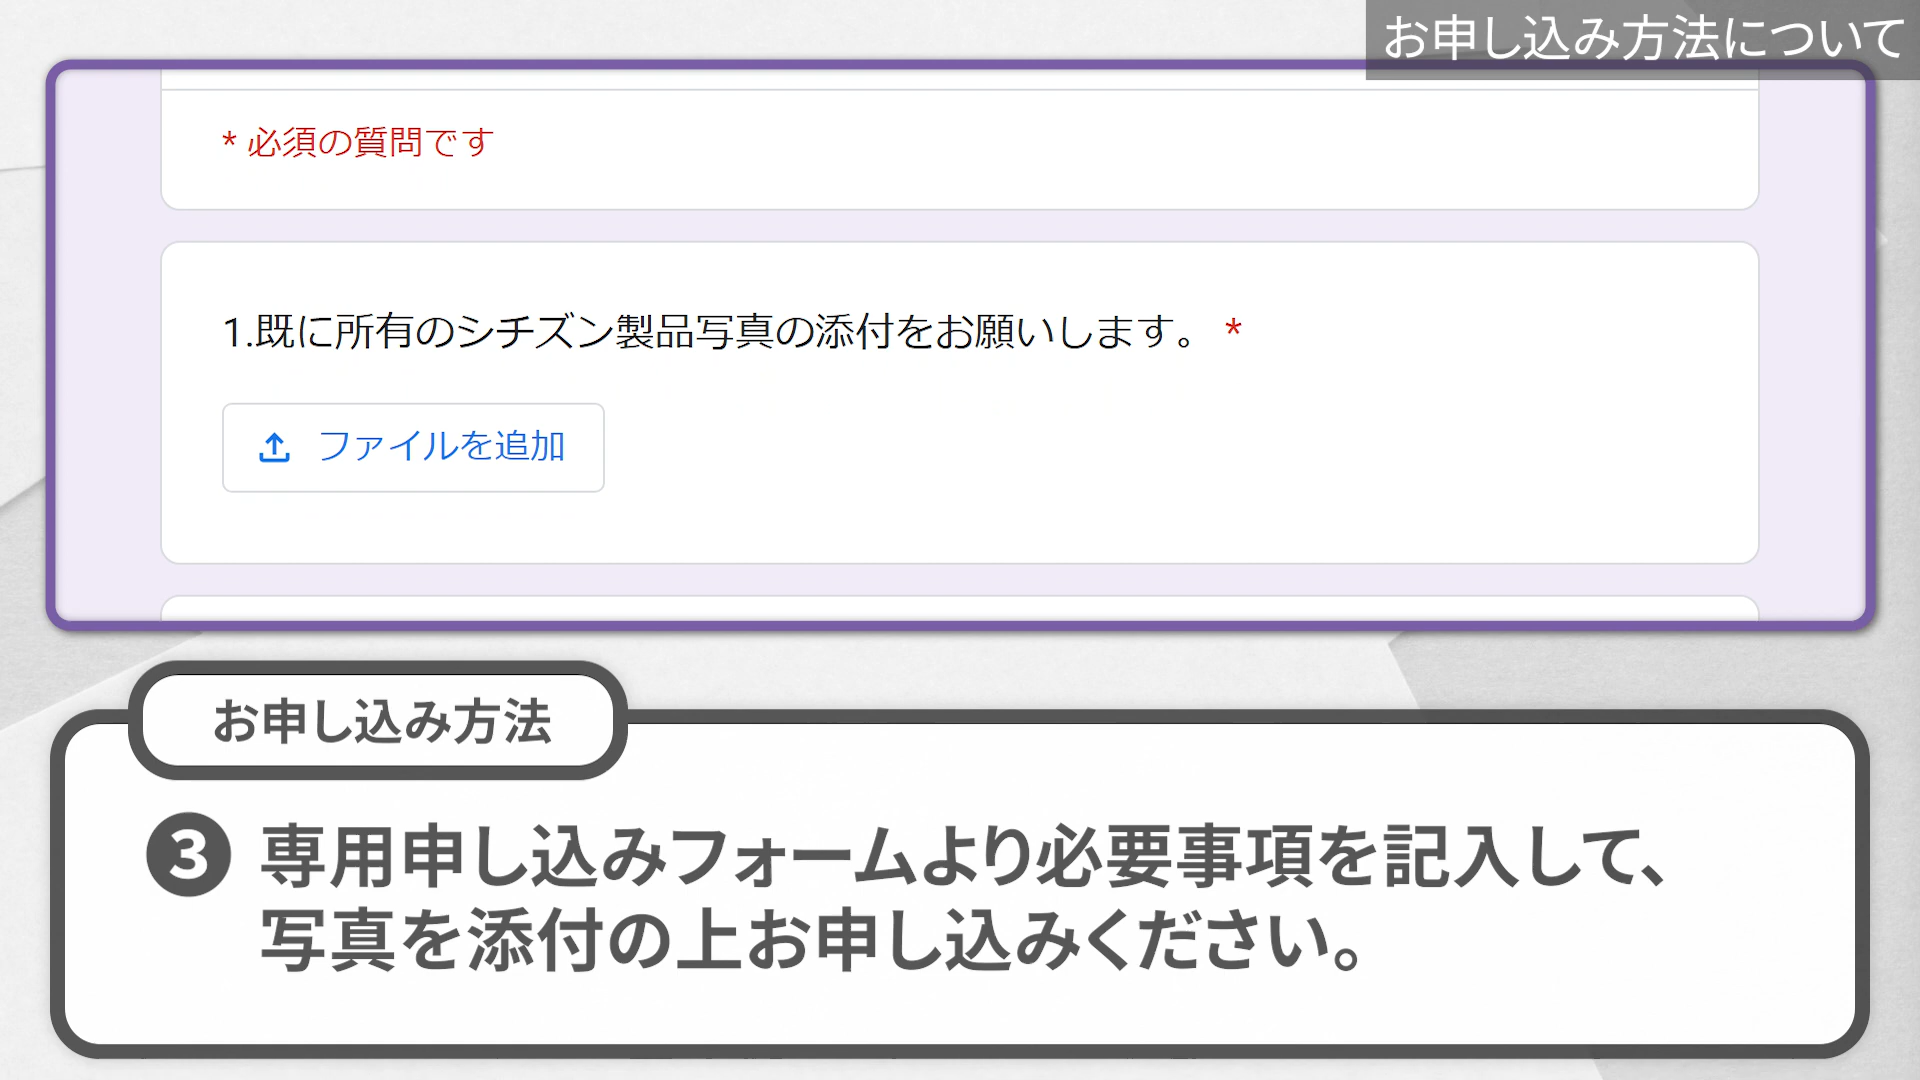 お申し込み方法について
* 必須の質問です
1.既に所有のシチズン製品写真の添付をお願いします。 *
ファイルを追加
お申し込み方法
3 専用申し込みフォームより必要事項を記入して、
写真を添付の上お申し込みください。